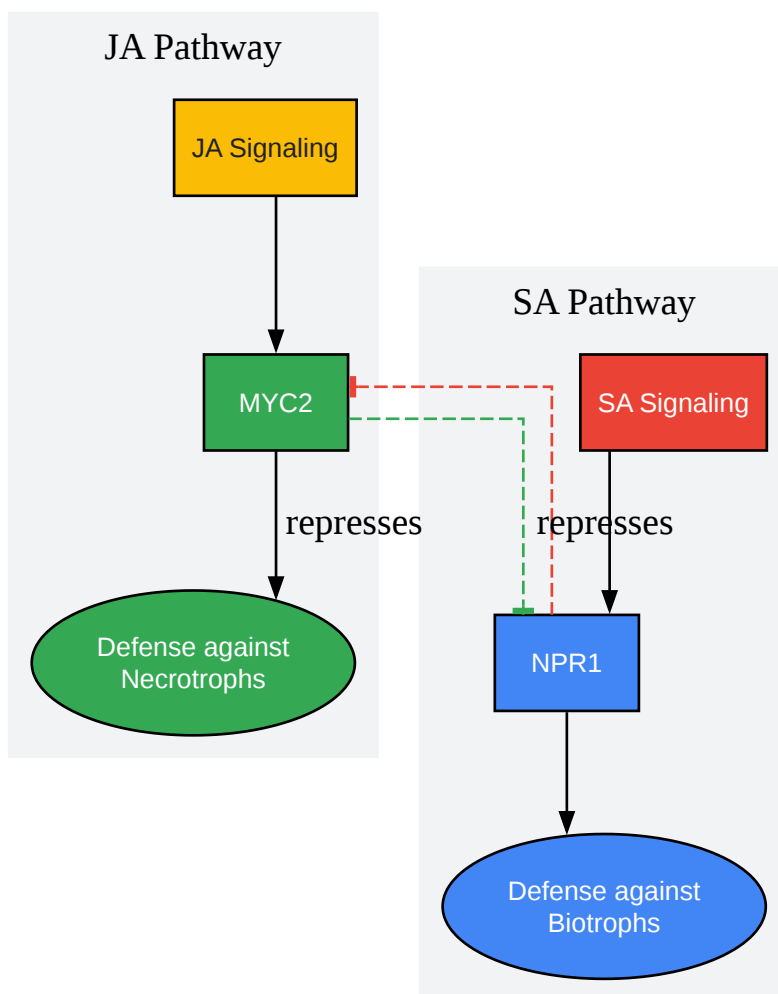 JA Pathway
JA Signaling
SA Pathway
MYC2
SA Signaling
represses
represses
Defense against
Necrotrophs
NPR1
Defense against
Biotrophs